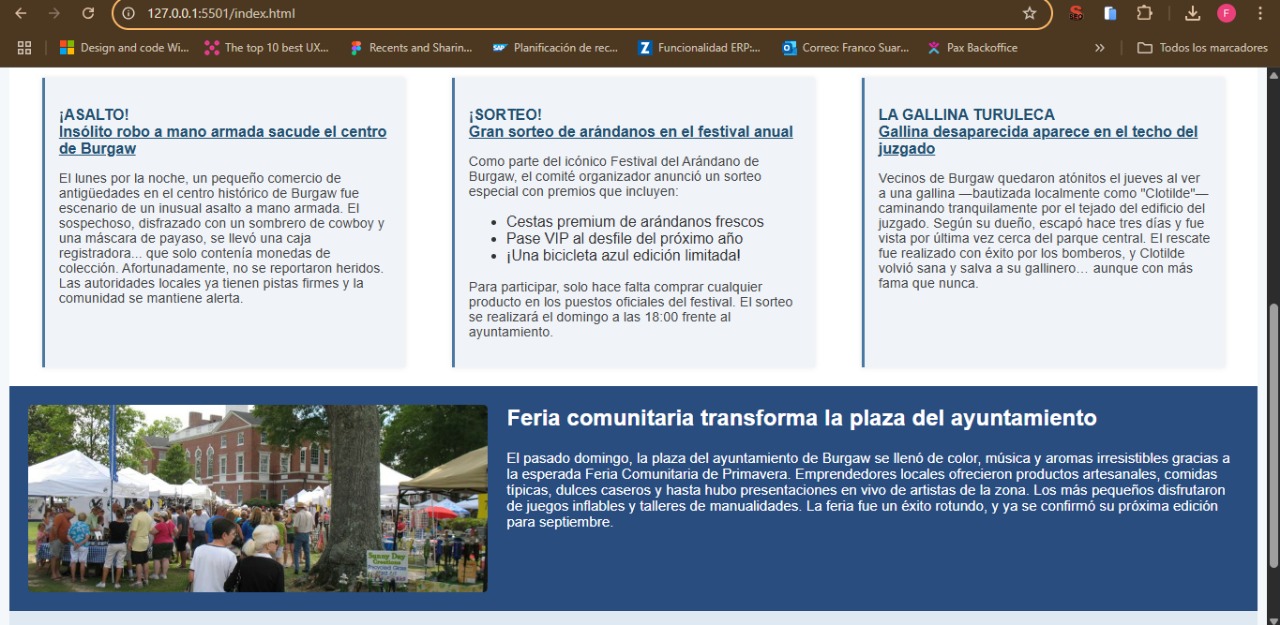 127.0.0.1:5501/index.html
F
Design and code Wi...
The top 10 best UX...
Recents and Sharin...
SAP
Planificación de rec...
Z
Funcionalidad ERP:...
Correo: Franco Suar...
Pax Backoffice
»
Todos los marcadores
¡ASALTO!
Insólito robo a mano armada sacude el centro
de Burgaw
El lunes por la noche, un pequeño comercio de
antigüedades en el centro histórico de Burgaw fue
escenario de un inusual asalto a mano armada. El
sospechoso, disfrazado con un sombrero de cowboy y
una máscara de payaso, se llevó una caja
registradora... que solo contenía monedas de
colección. Afortunadamente, no se reportaron heridos.
Las autoridades locales ya tienen pistas firmes y la
comunidad se mantiene alerta.
¡SORTEO!
Gran sorteo de arándanos en el festival anual
Como parte del icónico Festival del Arándano de
Burgaw, el comité organizador anunció un sorteo
especial con premios que incluyen:
• Cestas premium de arándanos frescos
• Pase VIP al desfile del próximo año
• ¡Una bicicleta azul edición limitada!
Para participar, solo hace falta comprar cualquier
producto en los puestos oficiales del festival. El sorteo
se realizará el domingo a las 18:00 frente al
ayuntamiento.
LA GALLINA TURULECA
Gallina desaparecida aparece en el techo del
juzgado
Vecinos de Burgaw quedaron atónitos el jueves al ver
a una gallina —bautizada localmente como "Clotilde"—
caminando tranquilamente por el tejado del edificio del
juzgado. Según su dueño, escapó hace tres días y fue
vista por última vez cerca del parque central. El rescate
fue realizado con éxito por los bomberos, y Clotilde
volvió sana y salva a su gallinero… aunque con más
fama que nunca.
Feria comunitaria transforma la plaza del ayuntamiento
El pasado domingo, la plaza del ayuntamiento de Burgaw se llenó de color, música y aromas irresistibles gracias a
la esperada Feria Comunitaria de Primavera. Emprendedores locales ofrecieron productos artesanales, comidas
típicas, dulces caseros y hasta hubo presentaciones en vivo de artistas de la zona. Los más pequeños disfrutaron
de juegos inflables y talleres de manualidades. La feria fue un éxito rotundo, y ya se confirmó su próxima edición
para septiembre.
Sunny Day
Creations